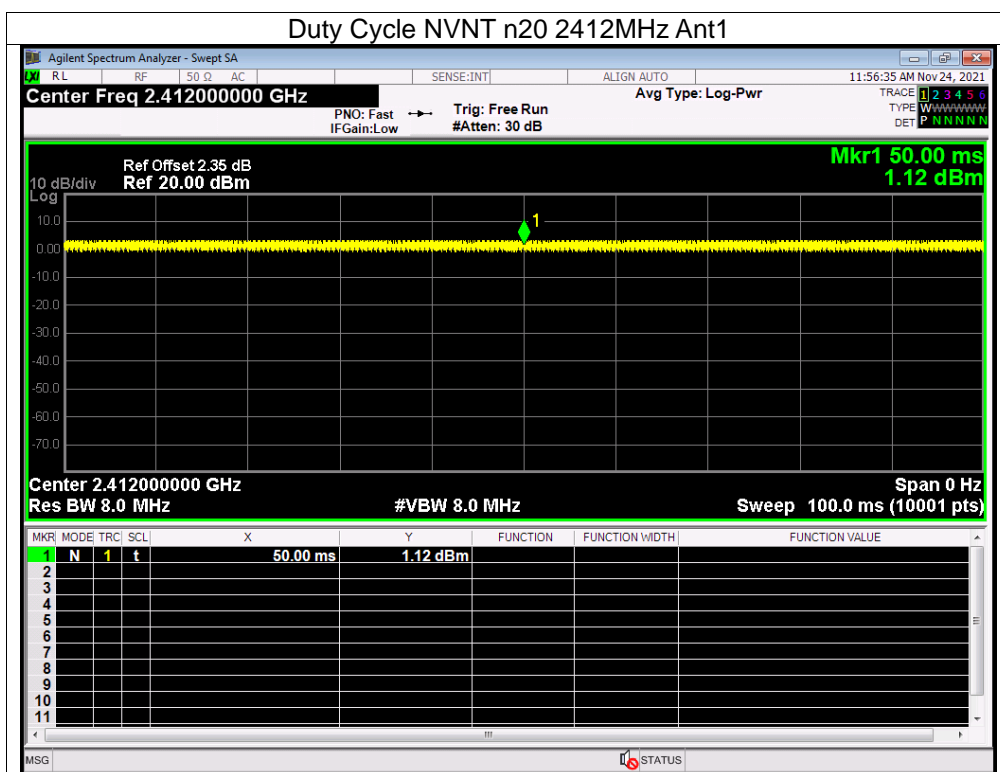 Duty Cycle NVNT n20 2412MHz Ant1
Agilent Spectrum Analyzer - Swept SA
LXI RL RF 50 Ω AC SENSE:INT ALIGN AUTO 11:56:35 AM Nov 24, 2021
Center Freq 2.412000000 GHz
PNO: Fast
IFGain:Low
Trig: Free Run
#Atten: 30 dB
Avg Type: Log-Pwr
TRACE 1 2 3 4 5 6
TYPE WWWWWW
DET P N N N N N
Mkr1 50.00 ms
1.12 dBm
Ref Offset 2.35 dB
10 dB/div Ref 20.00 dBm
Log
10.0
0.00
-10.0
-20.0
-30.0
-40.0
-50.0
-60.0
-70.0
1
Center 2.412000000 GHz Span 0 Hz
Res BW 8.0 MHz #VBW 8.0 MHz Sweep 100.0 ms (10001 pts)
MKR MODE TRC SCL X Y FUNCTION FUNCTION WIDTH FUNCTION VALUE
1 N 1 t 50.00 ms 1.12 dBm
2
3
4
5
6
7
8
9
10
11
MSG STATUS